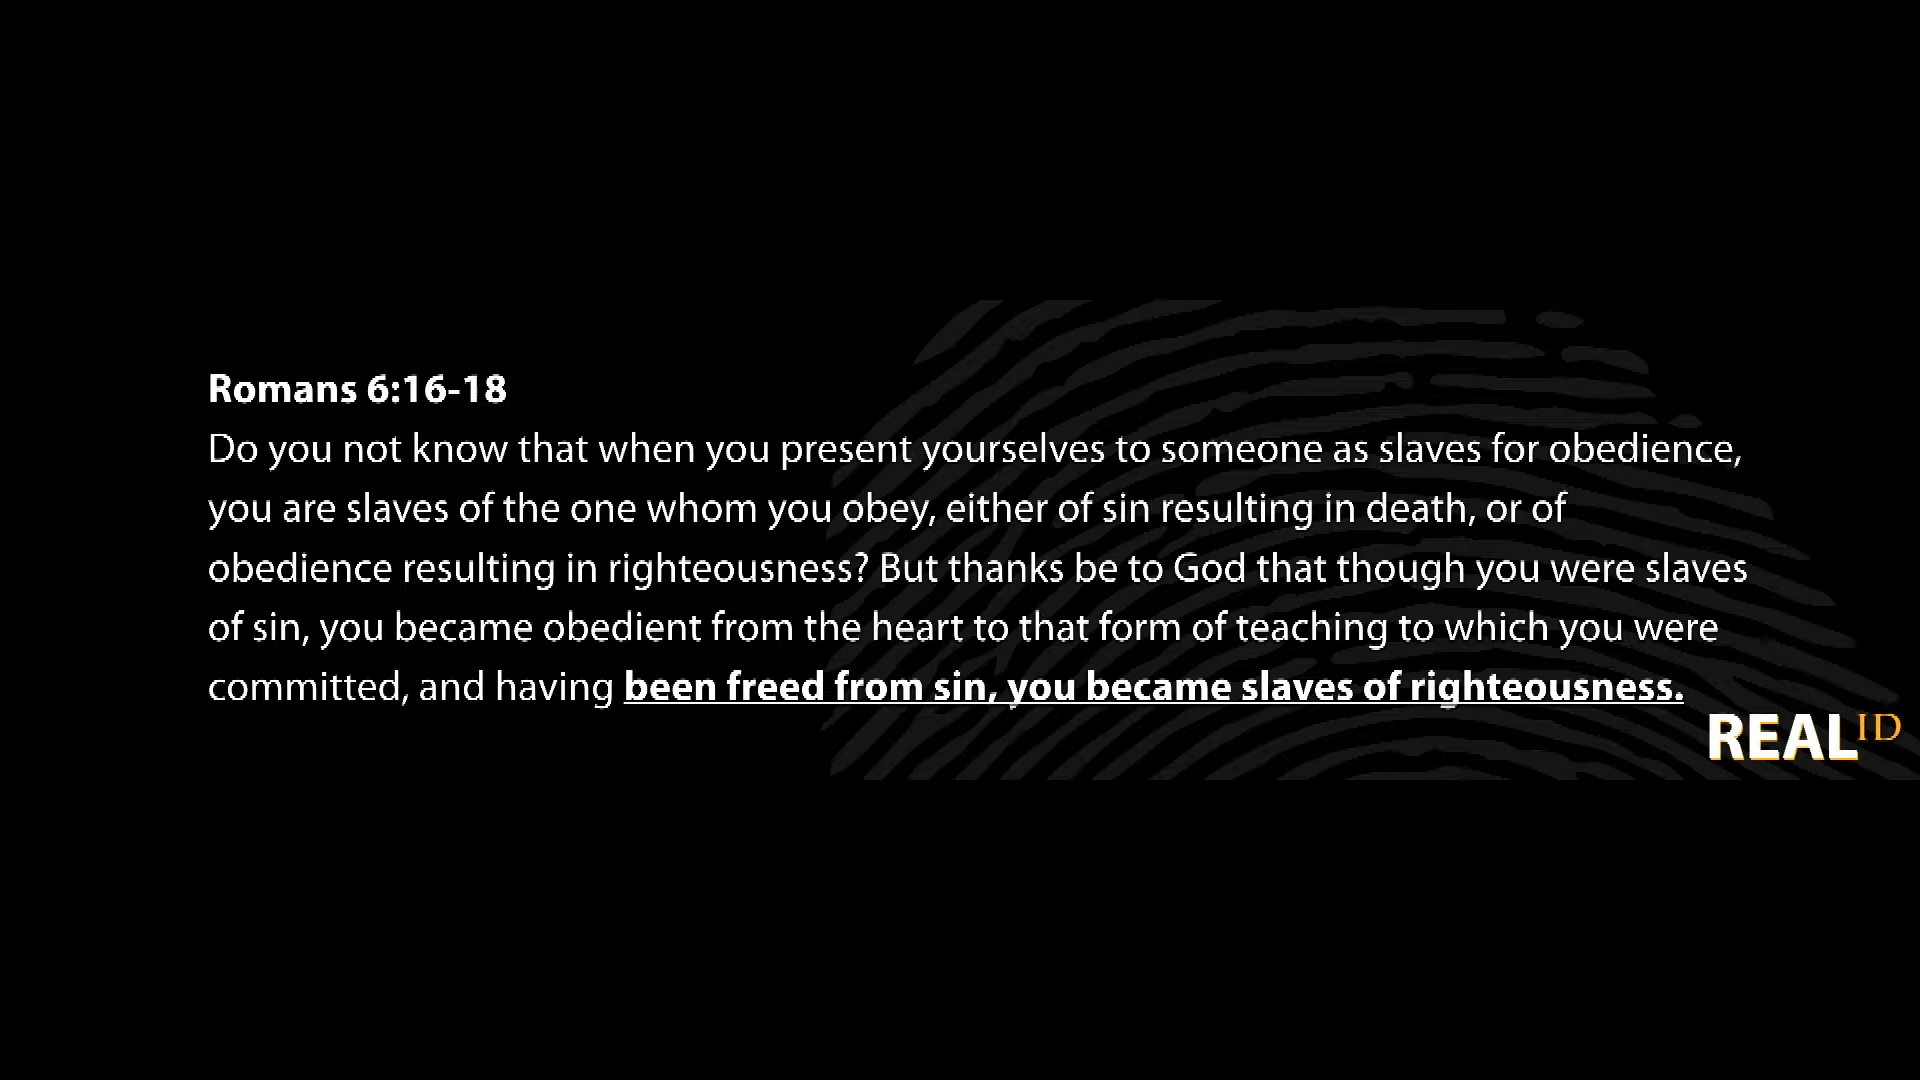 Romans 6:16-18
Do you not know that when you present yourselves to someone as slaves for obedience,
you are slaves of the one whom you obey, either of sin resulting in death, or of
obedience resulting in righteousness? But thanks be to God that though you were slaves
of sin, you became obedient from the heart to that form of teaching to which you were
committed, and having been freed from sin, you became slaves of righteousness.
REAL ID